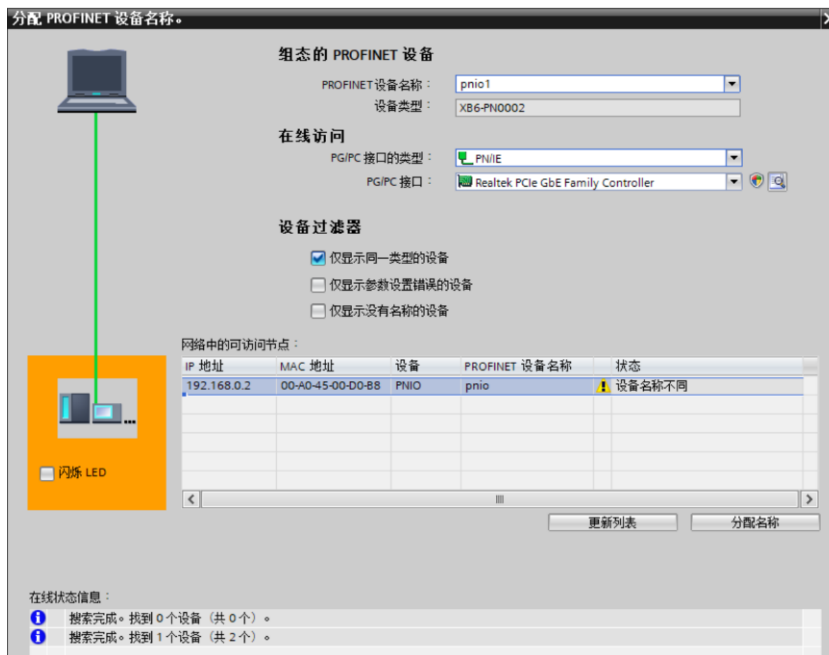 分配 PROFINET 设备名称。
组态的 PROFINET 设备
PROFINET设备名称： pnio1
设备类型： XB6-PN0002
在线访问
PG/PC 接口的类型： PN/IE
PG/PC 接口： Realtek PCIe GbE Family Controller
设备过滤器
仅显示同一类型的设备
仅显示参数设置错误的设备
仅显示没有名称的设备
网络中的可访问节点：
IP 地址 MAC 地址 设备 PROFINET 设备名称 状态
192.168.0.2 00-A0-45-00-D0-B8 PNIO pnio 设备名称不同
闪烁 LED
更新列表 分配名称
在线状态信息：
搜索完成。找到 0 个设备（共 0 个）。
搜索完成。找到 1 个设备（共 2 个）。